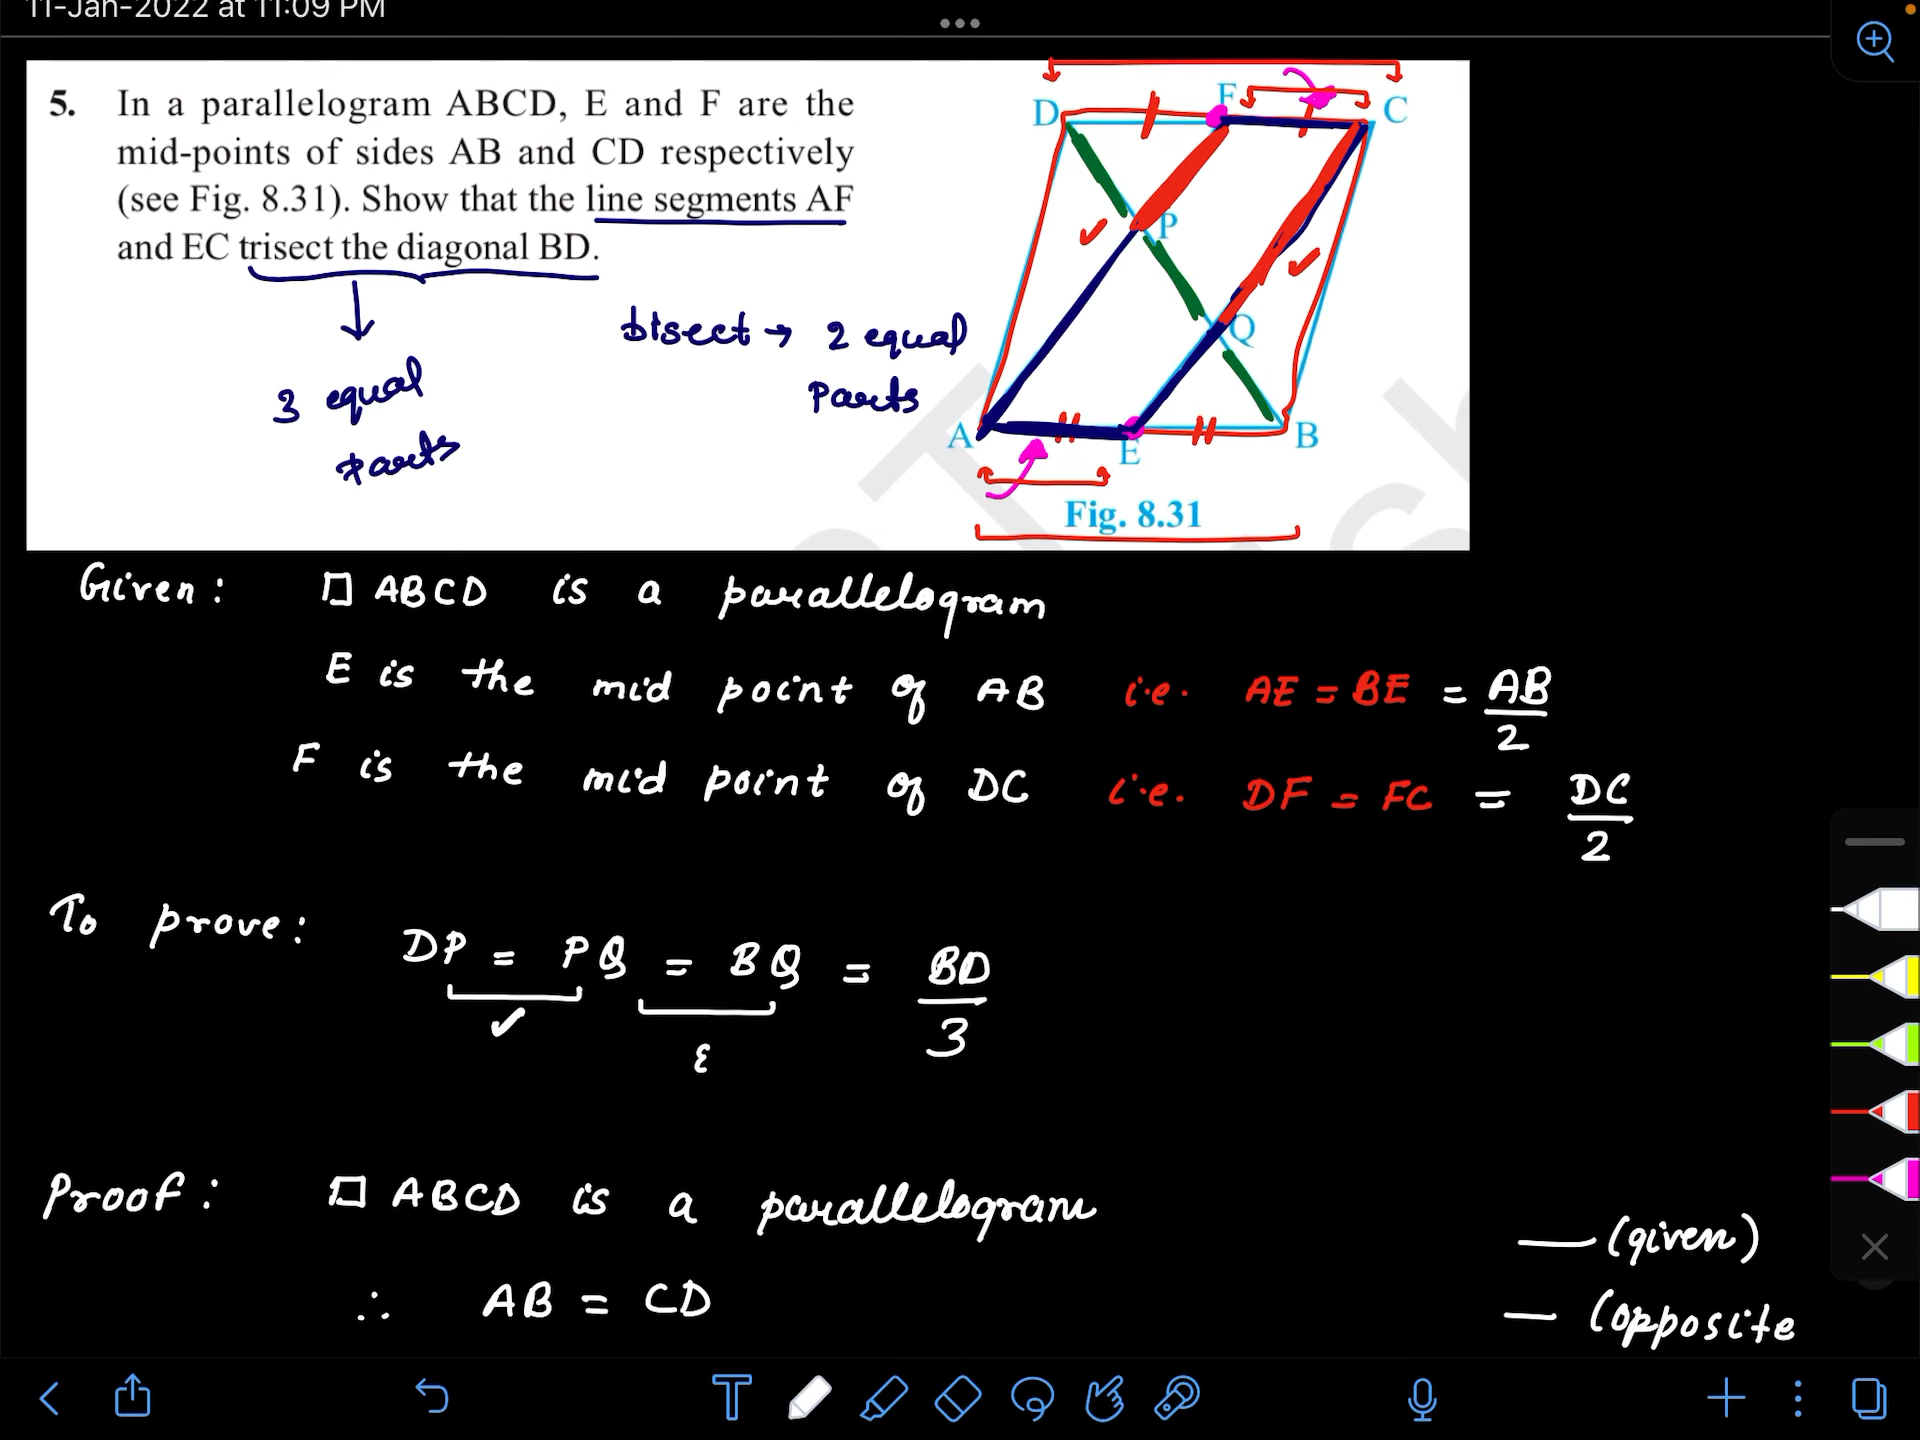 11-Jan-2022 at 11:09 PM
5. In a parallelogram ABCD, E and F are the
mid-points of sides AB and CD respectively
(see Fig. 8.31). Show that the line segments AF
and EC trisect the diagonal BD.
3 equal
parts
bisect → 2 equal
parts
D F C
P
Q
A E B
Fig. 8.31
Given : □ ABCD is a parallelogram
E is the mid point of AB i.e. AE = BE = AB/2
F is the mid point of DC i.e. DF = FC = DC/2
To prove : DP = PQ = BQ = BD/3
Proof : □ ABCD is a parallelogram — (given)
∴ AB = CD — (opposite